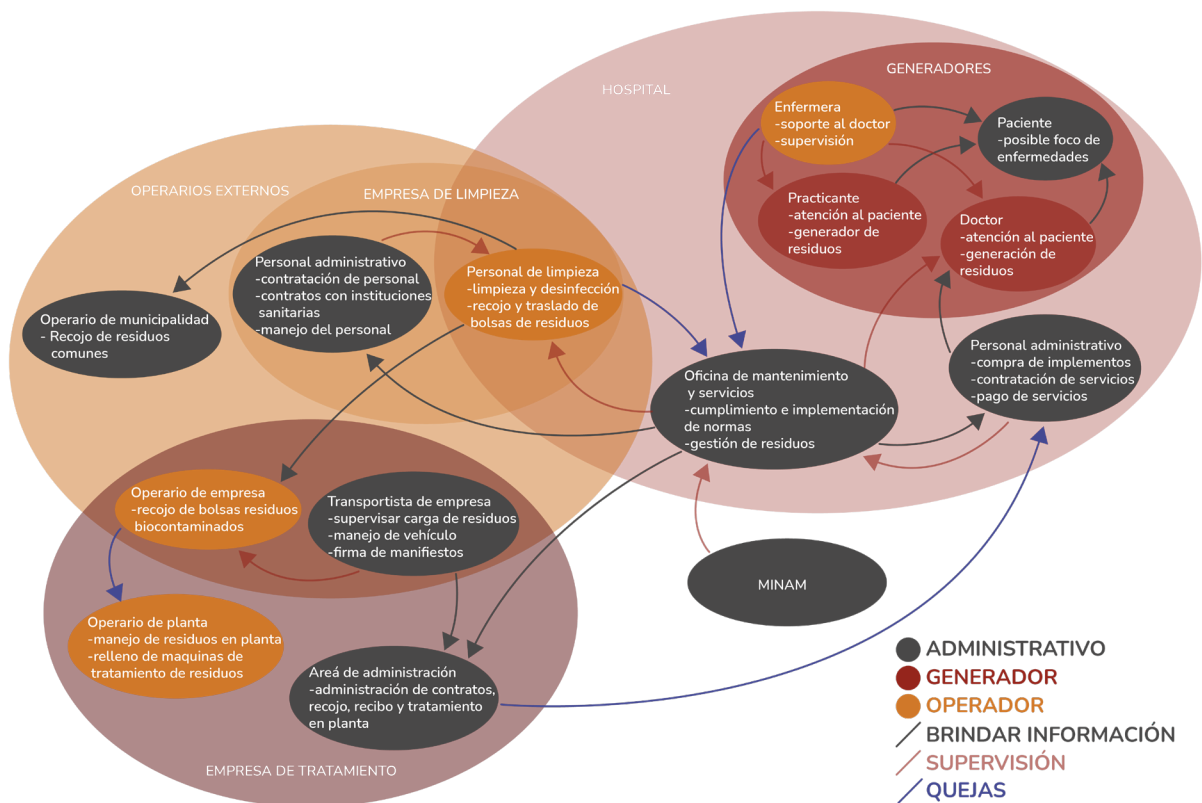 GENERADORES
HOSPITAL
Enfermera
-soporte al doctor
-supervisión
Paciente
-posible foco de
enfermedades
Practicante
-atención al paciente
-generador de
residuos
Doctor
-atención al paciente
-generación de
residuos
OPERARIOS EXTERNOS
EMPRESA DE LIMPIEZA
Personal administrativo
-contratación de personal
-contratos con instituciones
sanitarias
-manejo del personal
Personal de limpieza
-limpieza y desinfección
-recojo y traslado de
bolsas de residuos
Operario de municipalidad
- Recojo de residuos
comunes
Oficina de mantenimiento
y servicios
-cumplimiento e implementación
de normas
-gestión de residuos
Personal administrativo
-compra de implementos
-contratación de servicios
-pago de servicios
Operario de empresa
-recojo de bolsas residuos
biocontaminados
Transportista de empresa
-supervisar carga de residuos
-manejo de vehículo
-firma de manifiestos
MINAM
Operario de planta
-manejo de residuos en planta
-relleno de maquinas de
tratamiento de residuos
Areá de administración
-administración de contratos,
recojo, recibo y tratamiento
en planta
EMPRESA DE TRATAMIENTO
ADMINISTRATIVO
GENERADOR
OPERADOR
BRINDAR INFORMACIÓN
SUPERVISIÓN
QUEJAS